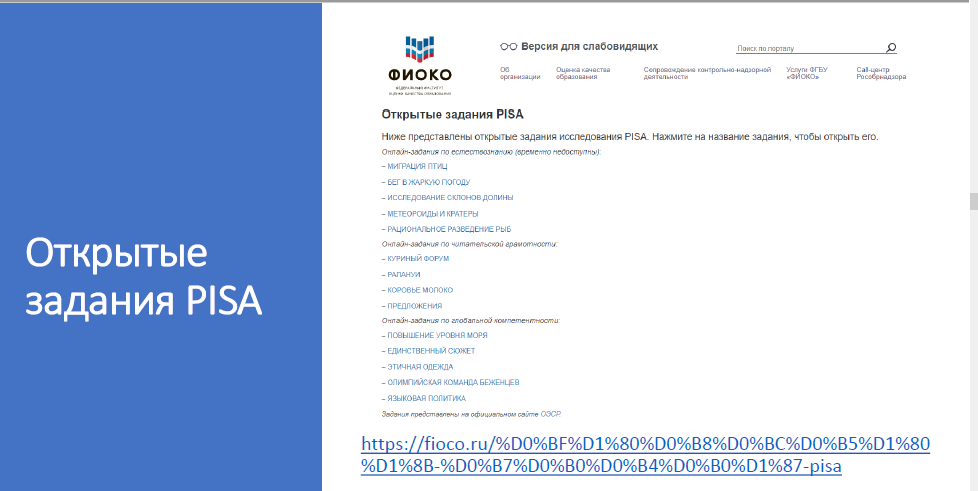 Открытые
задания PISA
ФИОКО
ФЕДЕРАЛЬНЫЙ ИНСТИТУТ
ОЦЕНКИ КАЧЕСТВА ОБРАЗОВАНИЯ
Версия для слабовидящих
Поиск по порталу
Об
организации
Оценка качества
образования
Сопровождение контрольно-надзорной
деятельности
Услуги ФГБУ
«ФИОКО»
Call-центр
Рособрнадзора
Открытые задания PISA
Ниже представлены открытые задания исследования PISA. Нажмите на название задания, чтобы открыть его.
Онлайн-задания по естествознанию (временно недоступны):
– МИГРАЦИЯ ПТИЦ
– БЕГ В ЖАРКУЮ ПОГОДУ
– ИССЛЕДОВАНИЕ СКЛОНОВ ДОЛИНЫ
– МЕТЕОРОИДЫ И КРАТЕРЫ
– РАЦИОНАЛЬНОЕ РАЗВЕДЕНИЕ РЫБ
Онлайн-задания по читательской грамотности:
– КУРИНЫЙ ФОРУМ
– РАПАНУИ
– КОРОВЬЕ МОЛОКО
– ПРЕДЛОЖЕНИЯ
Онлайн-задания по глобальной компетентности:
– ПОВЫШЕНИЕ УРОВНЯ МОРЯ
– ЕДИНСТВЕННЫЙ СЮЖЕТ
– ЭТИЧНАЯ ОДЕЖДА
– ОЛИМПИЙСКАЯ КОМАНДА БЕЖЕНЦЕВ
– ЯЗЫКОВАЯ ПОЛИТИКА
Задания представлены на официальном сайте ОЭСР.
https://fioco.ru/%D0%BF%D1%80%D0%B8%D0%BC%D0%B5%D1%80
%D1%8B-%D0%B7%D0%B0%D0%B4%D0%B0%D1%87-pisa